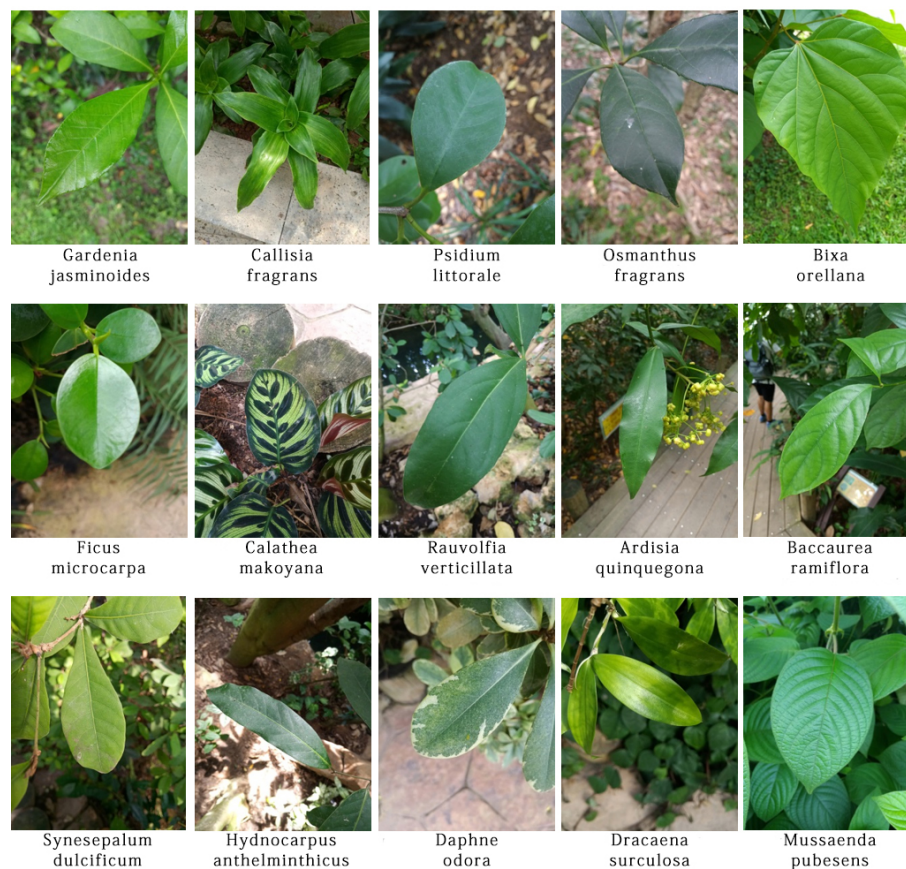 Gardenia
jasminoides
Callisia
fragrans
Psidium
littorale
Osmanthus
fragrans
Bixa
orellana
Ficus
microcarpa
Calathea
makoyana
Rauvolfia
verticillata
Ardisia
quinquegona
Baccaurea
ramiflora
Synesepalum
dulcificum
Hydnocarpus
anthelminthicus
Daphne
odora
Dracaena
surculosa
Mussaenda
pubesens